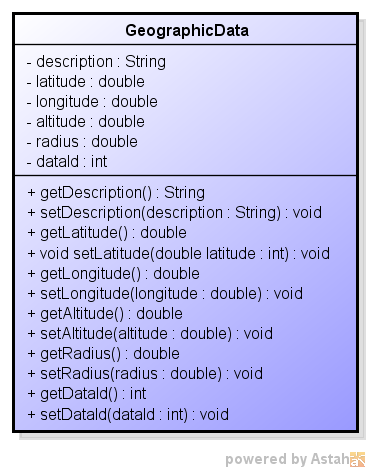 GeographicData
- description : String
- latitude : double
- longitude : double
- altitude : double
- radius : double
- dataId : int
+ getDescription() : String
+ setDescription(description : String) : void
+ getLatitude() : double
+ void setLatitude(double latitude : int) : void
+ getLongitude() : double
+ setLongitude(longitude : double) : void
+ getAltitude() : double
+ setAltitude(altitude : double) : void
+ getRadius() : double
+ setRadius(radius : double) : void
+ getDataId() : int
+ setDataId(dataId : int) : void
powered by Astah